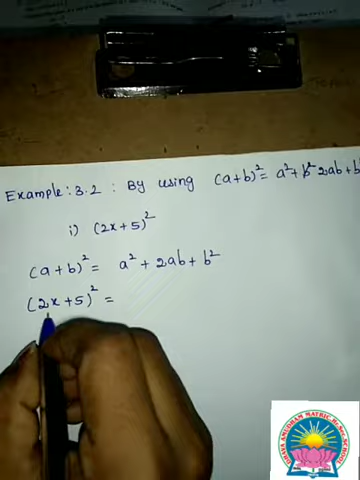 Example: 3.2 : By using (a+b)² = a² + b² 2ab + b
i) (2x+5)²
(a+b)² = a² + 2ab + b²
(2x+5)² =